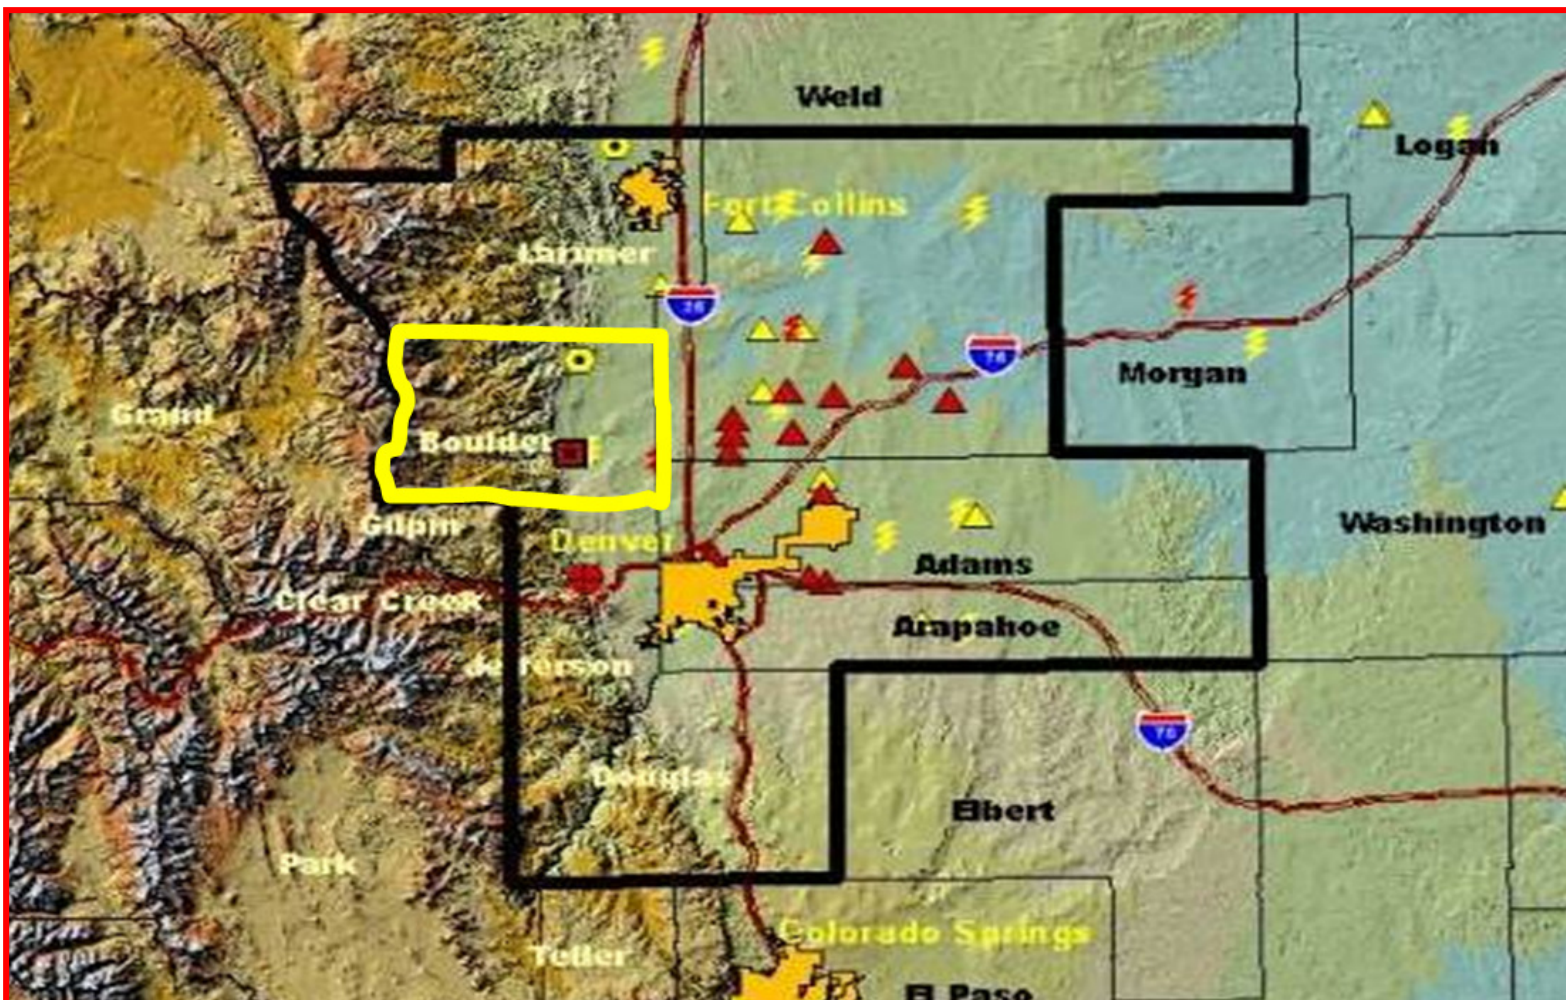 Weld
Logan
Fort Collins
Larimer
25
76
Morgan
Grand
Boulder
Gilpin
Washington
Denver
Adams
Clear Creek
Arapahoe
Jefferson
70
Douglas
Elbert
Park
Colorado Springs
Teller
El Paso